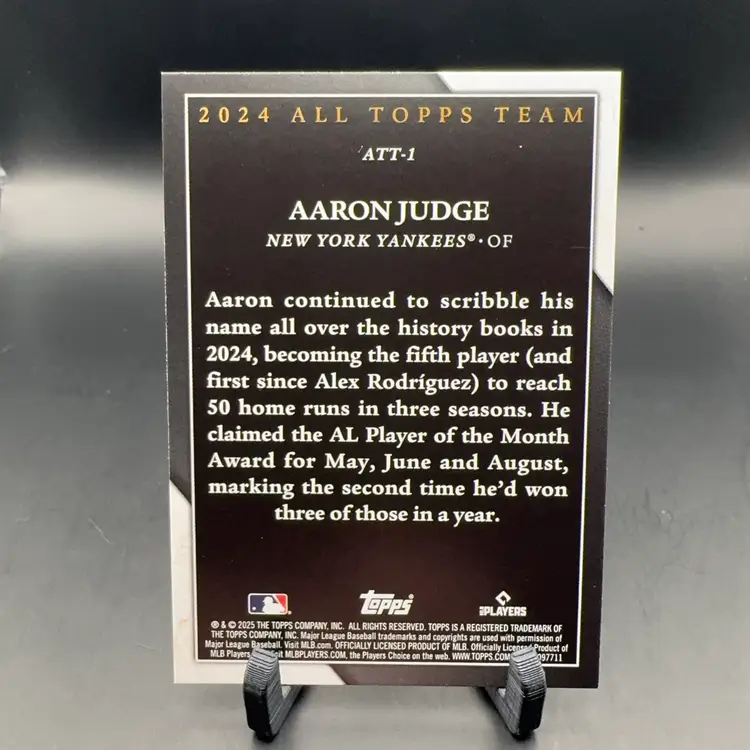 2024 ALL TOPPS TEAM
ATT-1
AARON JUDGE
NEW YORK YANKEES® • OF
Aaron continued to scribble his
name all over the history books in
2024, becoming the fifth player (and
first since Alex Rodríguez) to reach
50 home runs in three seasons. He
claimed the AL Player of the Month
Award for May, June and August,
marking the second time he'd won
three of those in a year.
topps
PLAYERS
® & © 2025 THE TOPPS COMPANY, INC. ALL RIGHTS RESERVED. TOPPS IS A REGISTERED TRADEMARK OF
THE TOPPS COMPANY, INC. Major League Baseball trademarks and copyrights are used with permission of
Major League Baseball. Visit MLB.com. OFFICIALLY LICENSED PRODUCT OF MLB. Officially Licensed Product of
MLB Players MLBPLAYERS.COM, the Players Choice on the web. WWW.TOPPS.COM